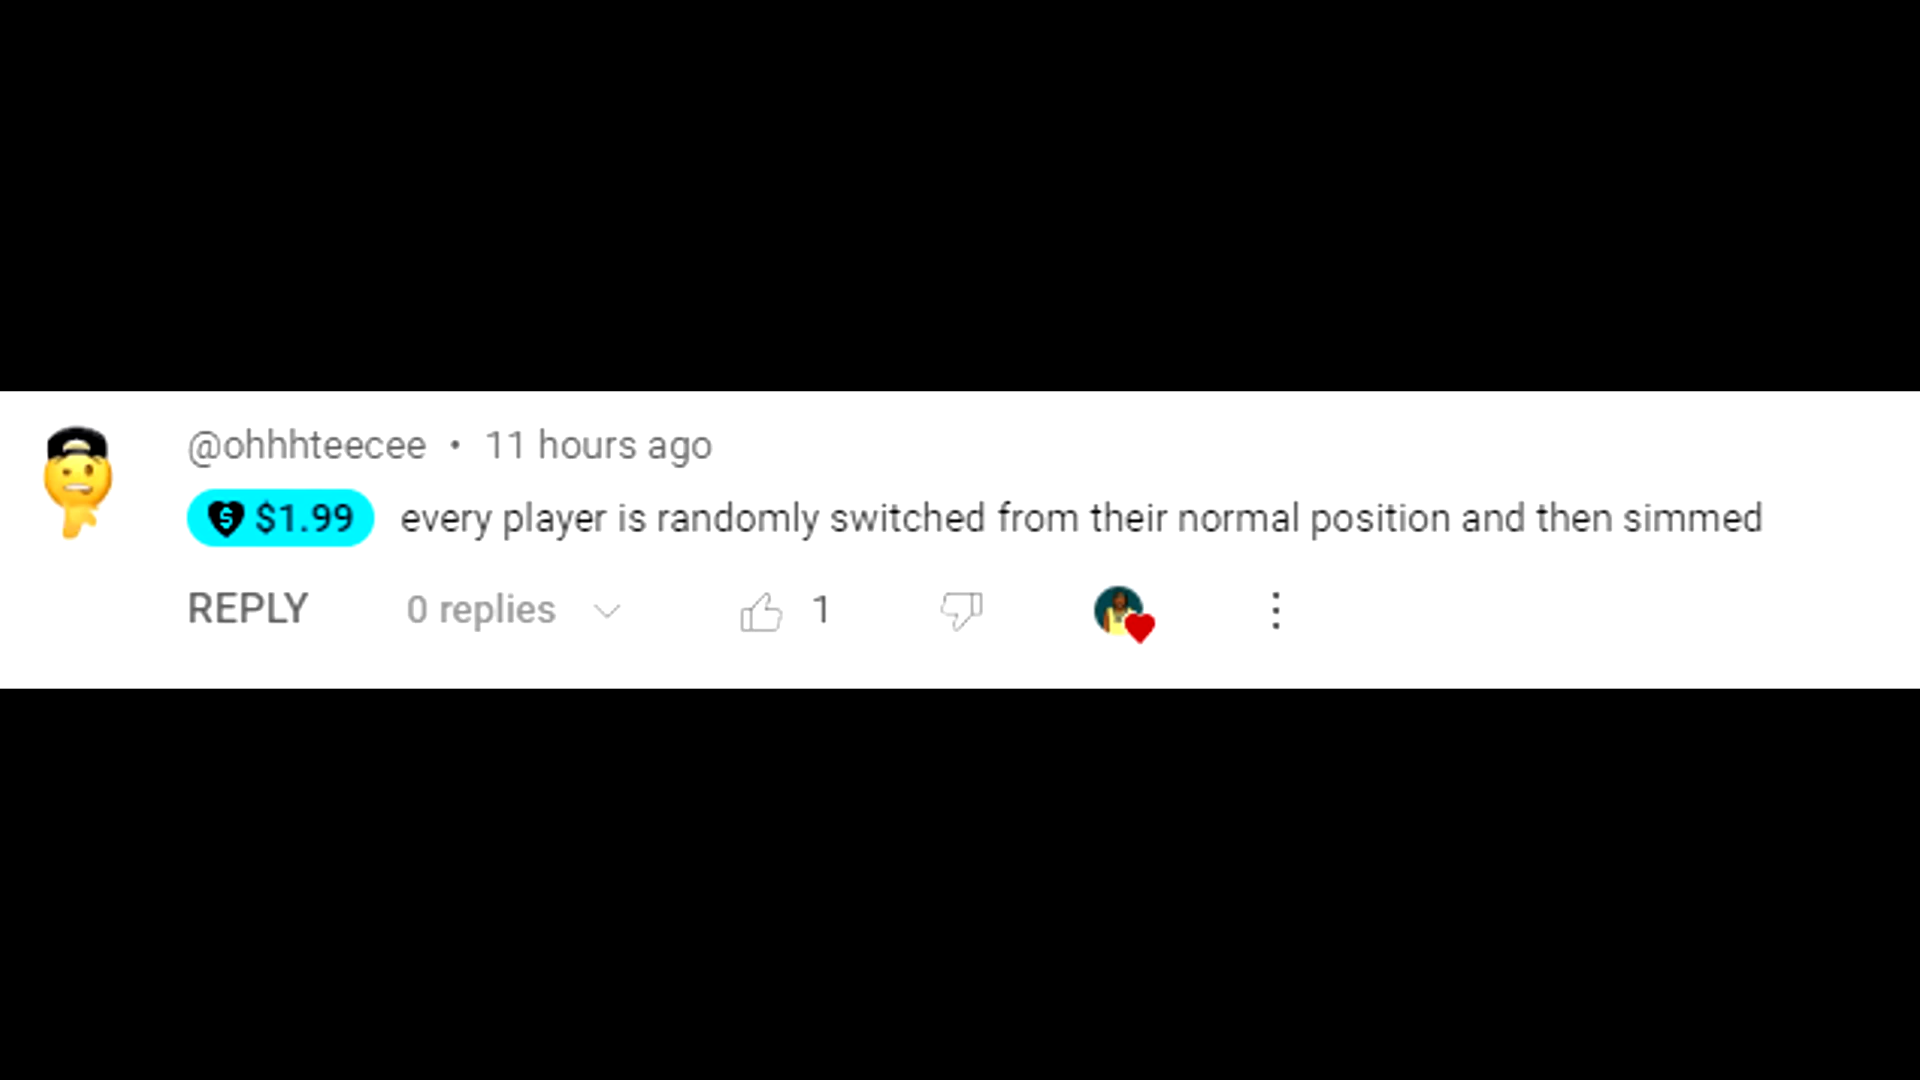 @ohhhteecee • 11 hours ago
$1.99 every player is randomly switched from their normal position and then simmed
REPLY 0 replies 1